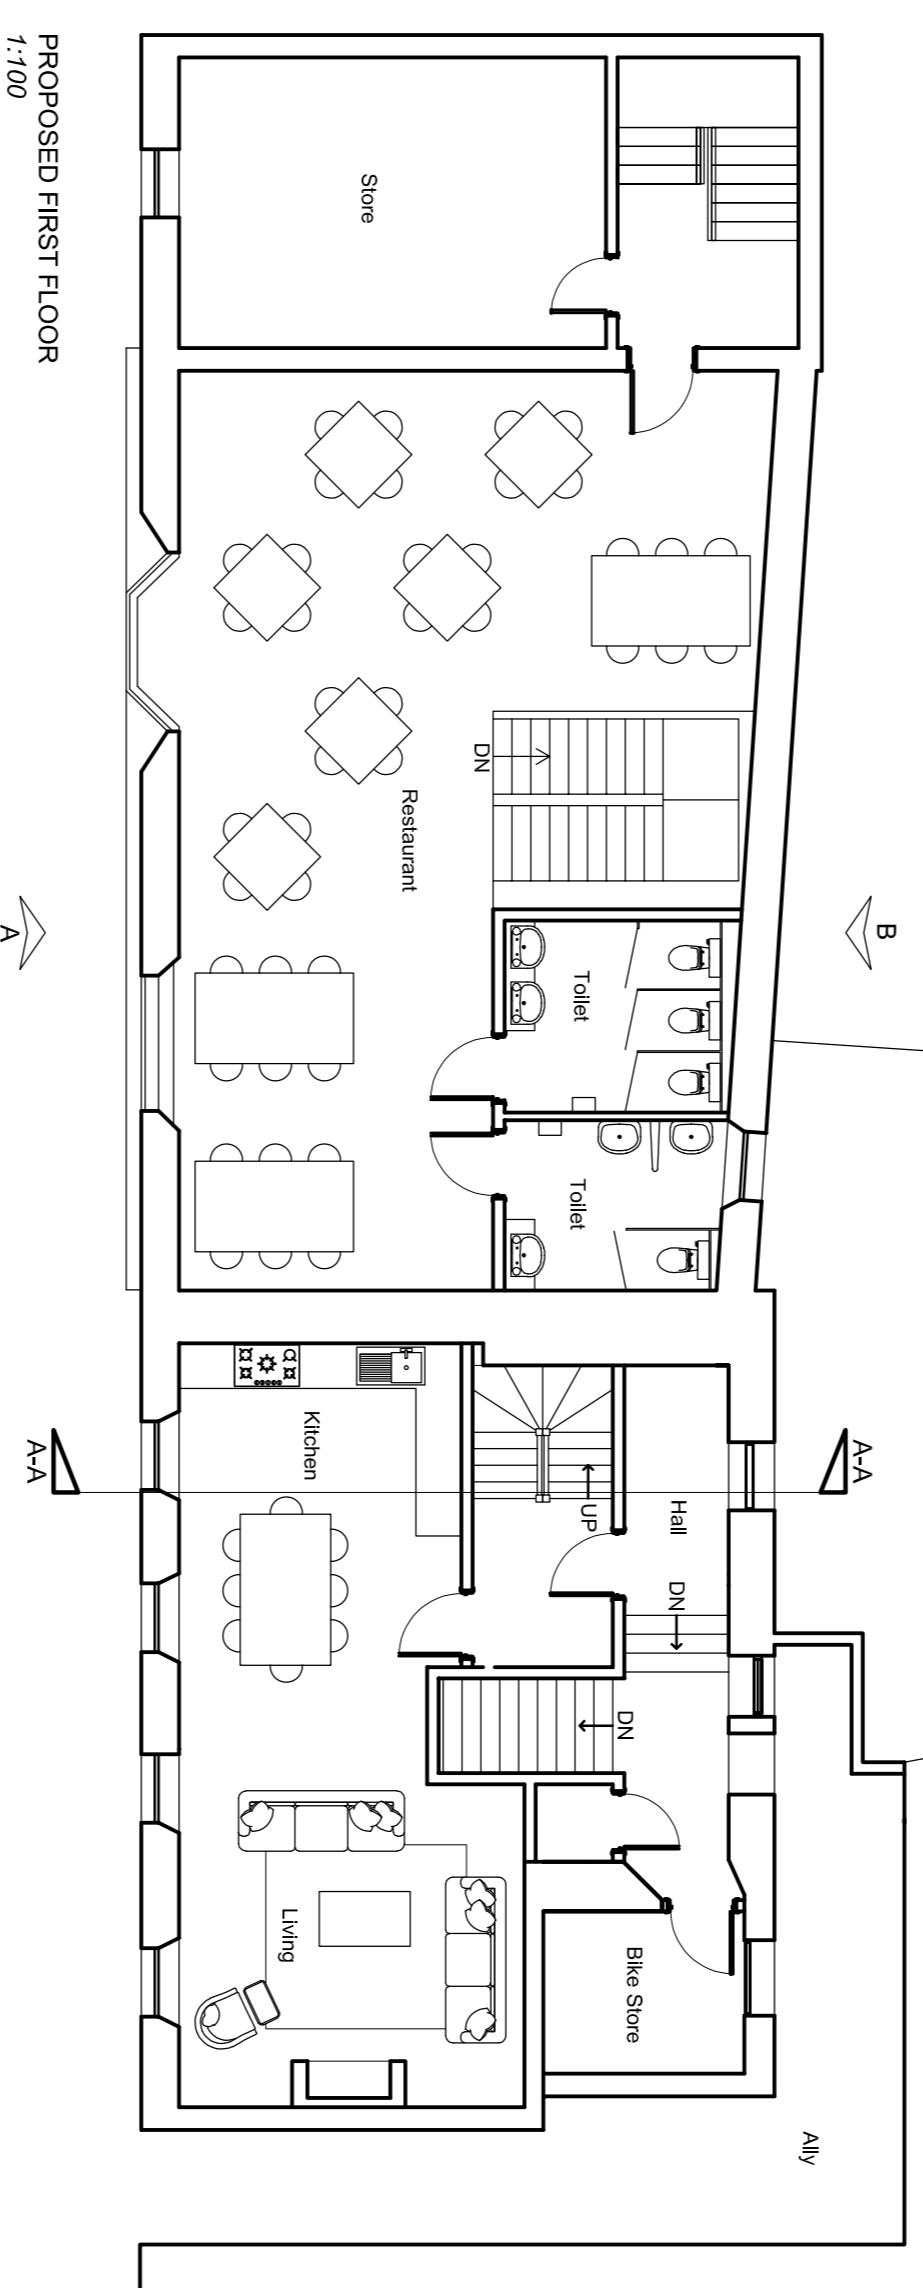 PROPOSED FIRST FLOOR
1:100
Store
Restaurant
DN
Toilet
Toilet
B
A
A-A
A-A
Kitchen
UP
Hall
DN
DN
Living
Bike Store
Ally